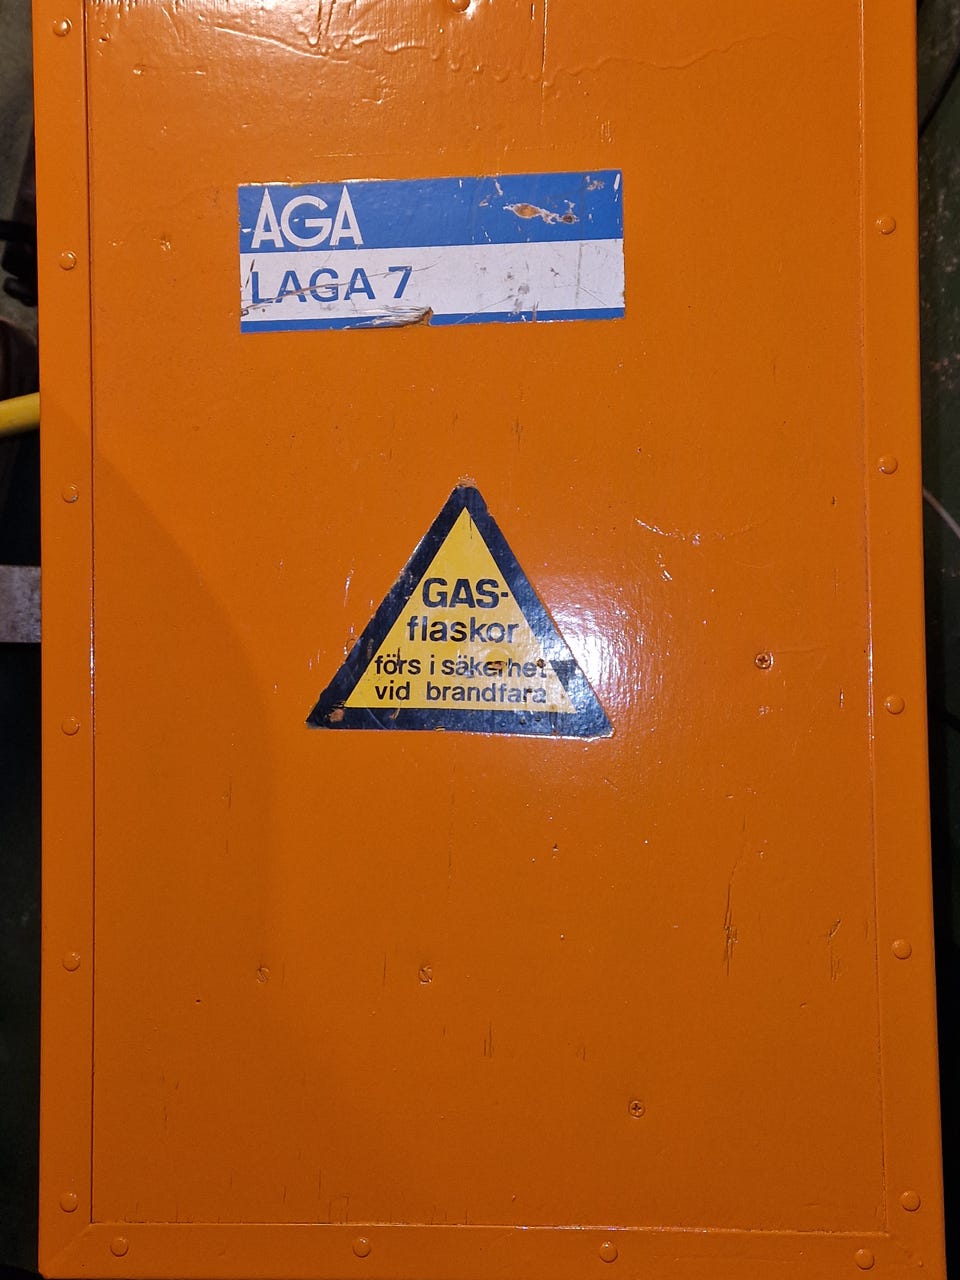 AGA
LAGA 7
GAS-
flaskor
förs i säkerhet
vid brandfara